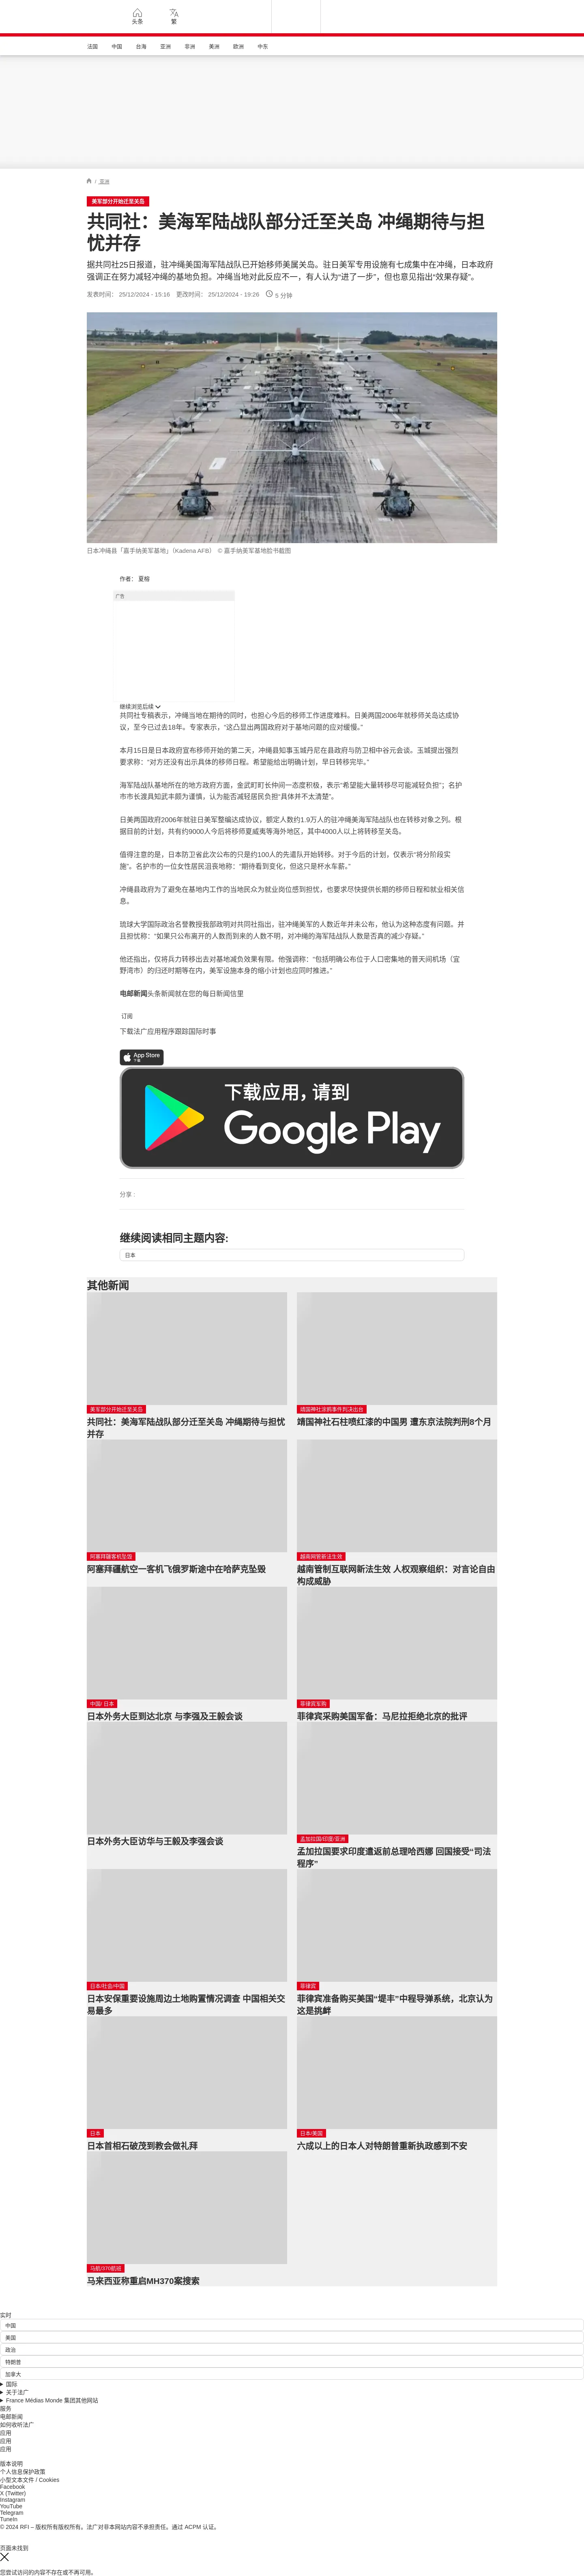 头条
繁
法国
中国
台海
亚洲
非洲
美洲
欧洲
中东
/ 亚洲
美军部分开始迁至关岛
共同社：美海军陆战队部分迁至关岛 冲绳期待与担
忧并存
据共同社25日报道，驻冲绳美国海军陆战队已开始移师美属关岛。驻日美军专用设施有七成集中在冲绳，日本政府
强调正在努力减轻冲绳的基地负担。冲绳当地对此反应不一，有人认为“进了一步”，但也意见指出“效果存疑”。
发表时间： 25/12/2024 - 15:16 更改时间： 25/12/2024 - 19:26 5 分钟
日本冲绳县「嘉手纳美军基地」（Kadena AFB） © 嘉手纳美军基地脸书截图
作者： 夏榕
广告
继续浏览后续
共同社专稿表示，冲绳当地在期待的同时，也担心今后的移师工作进度难料。日美两国2006年就移师关岛达成协
议，至今已过去18年。专家表示，“这凸显出两国政府对于基地问题的应对缓慢。”
本月15日是日本政府宣布移师开始的第二天，冲绳县知事玉城丹尼在县政府与防卫相中谷元会谈。玉城提出强烈
要求称：“对方还没有出示具体的移师日程。希望能给出明确计划，早日转移完毕。”
海军陆战队基地所在的地方政府方面，金武町町长仲间一态度积极，表示“希望能大量转移尽可能减轻负担”；名护
市市长渡具知武丰颇为谨慎，认为能否减轻居民负担“具体并不太清楚”。
日美两国政府2006年就驻日美军整编达成协议，额定人数约1.9万人的驻冲绳美海军陆战队也在转移对象之列。根
据目前的计划，共有约9000人今后将移师夏威夷等海外地区，其中4000人以上将转移至关岛。
值得注意的是，日本防卫省此次公布的只是约100人的先遣队开始转移。对于今后的计划，仅表示“将分阶段实
施”。名护市的一位女性居民沮丧地称：“期待看到变化，但这只是杯水车薪。”
冲绳县政府为了避免在基地内工作的当地民众为就业岗位感到担忧，也要求尽快提供长期的移师日程和就业相关信
息。
琉球大学国际政治名誉教授我部政明对共同社指出，驻冲绳美军的人数近年并未公布，他认为这种态度有问题。并
且担忧称：“如果只公布离开的人数而到来的人数不明，对冲绳的海军陆战队人数是否真的减少存疑。”
他还指出，仅将兵力转移出去对基地减负效果有限。他强调称：“包括明确公布位于人口密集地的普天间机场（宜
野湾市）的归还时期等在内，美军设施本身的缩小计划也应同时推进。”
电邮新闻头条新闻就在您的每日新闻信里
订阅
下载法广应用程序跟踪国际时事
App Store
下载
下载应用，请到
Google Play
分享 :
继续阅读相同主题内容:
日本
其他新闻
美军部分开始迁至关岛
共同社：美海军陆战队部分迁至关岛 冲绳期待与担忧
并存
靖国神社涂鸦事件判决出台
靖国神社石柱喷红漆的中国男 遭东京法院判刑8个月
阿塞拜疆客机坠毁
阿塞拜疆航空一客机飞俄罗斯途中在哈萨克坠毁
越南网管新法生效
越南管制互联网新法生效 人权观察组织：对言论自由
构成威胁
中国/ 日本
日本外务大臣到达北京 与李强及王毅会谈
菲律宾军购
菲律宾采购美国军备：马尼拉拒绝北京的批评
日本外务大臣访华与王毅及李强会谈
孟加拉国/印度/亚洲
孟加拉国要求印度遣返前总理哈西娜 回国接受“司法
程序”
日本/社会/中国
日本安保重要设施周边土地购置情况调查 中国相关交
易最多
菲律宾
菲律宾准备购买美国“堤丰”中程导弹系统，北京认为
这是挑衅
日本
日本首相石破茂到教会做礼拜
日本/美国
六成以上的日本人对特朗普重新执政感到不安
马航/370航班
马来西亚称重启MH370案搜索
实时
中国
美国
政治
特朗普
加拿大
国际
关于法广
France Médias Monde 集团其他网站
服务
电邮新闻
如何收听法广
应用
应用
应用
版本说明
个人信息保护政策
小型文本文件 / Cookies
Facebook
X (Twitter)
Instagram
YouTube
Telegram
TuneIn
© 2024 RFI – 版权所有版权所有。法广对非本网站内容不承担责任。通过 ACPM 认证。
页面未找到
您尝试访问的内容不存在或不再可用。